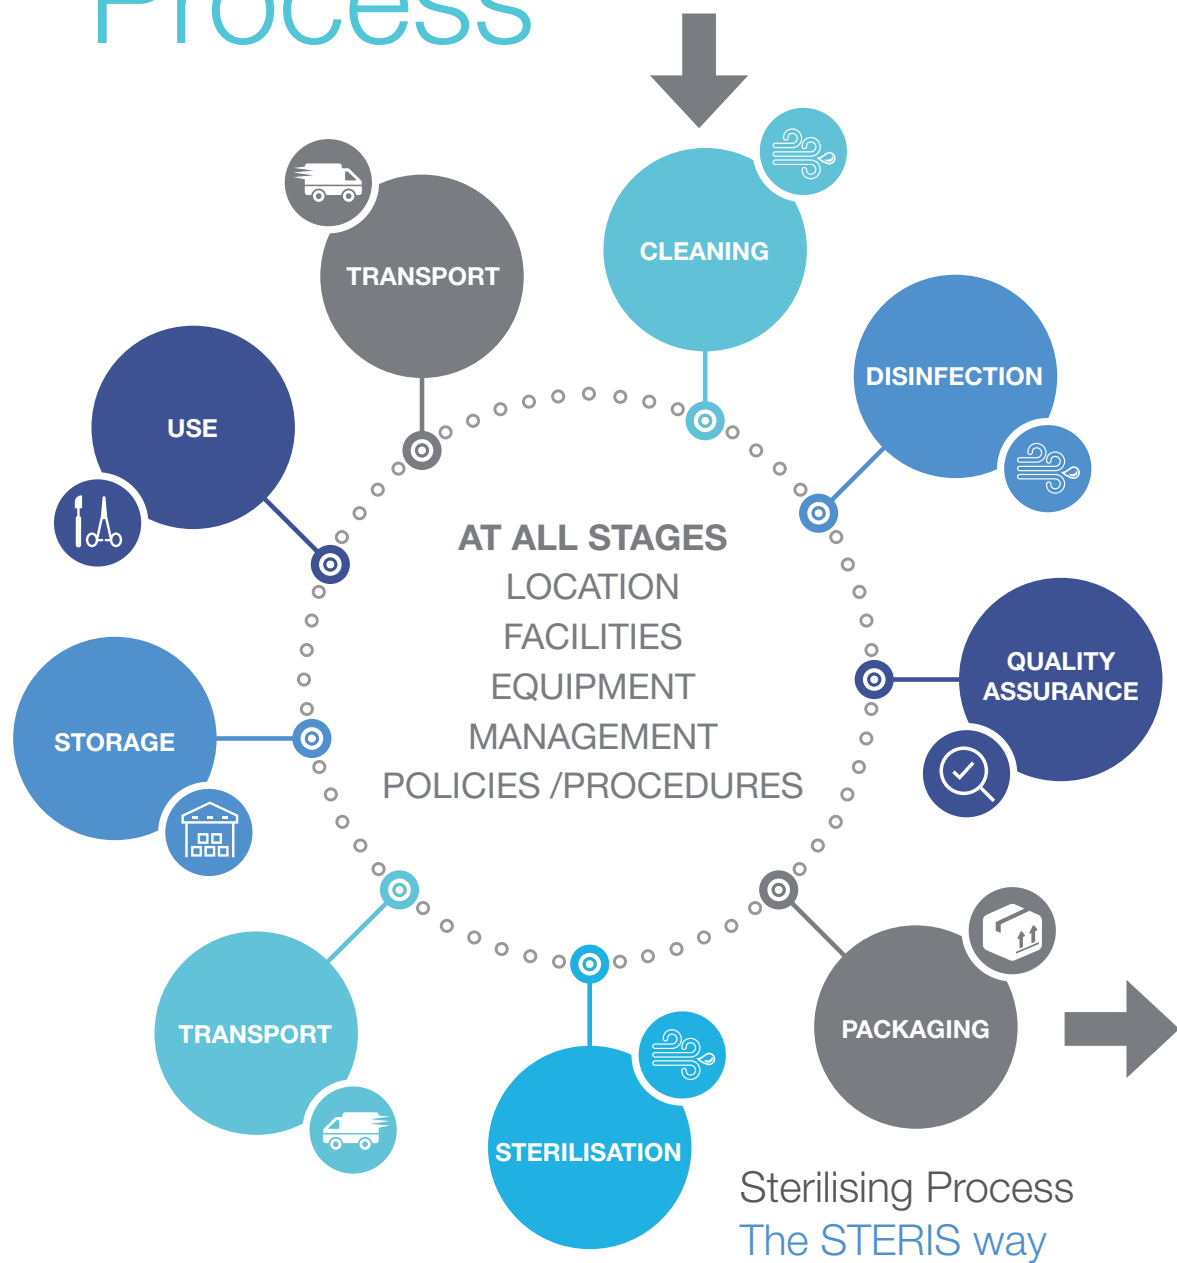 Process
CLEANING
DISINFECTION
QUALITY
ASSURANCE
PACKAGING
STERILISATION
TRANSPORT
STORAGE
USE
TRANSPORT
AT ALL STAGES
LOCATION
FACILITIES
EQUIPMENT
MANAGEMENT
POLICIES /PROCEDURES
Sterilising Process
The STERIS way